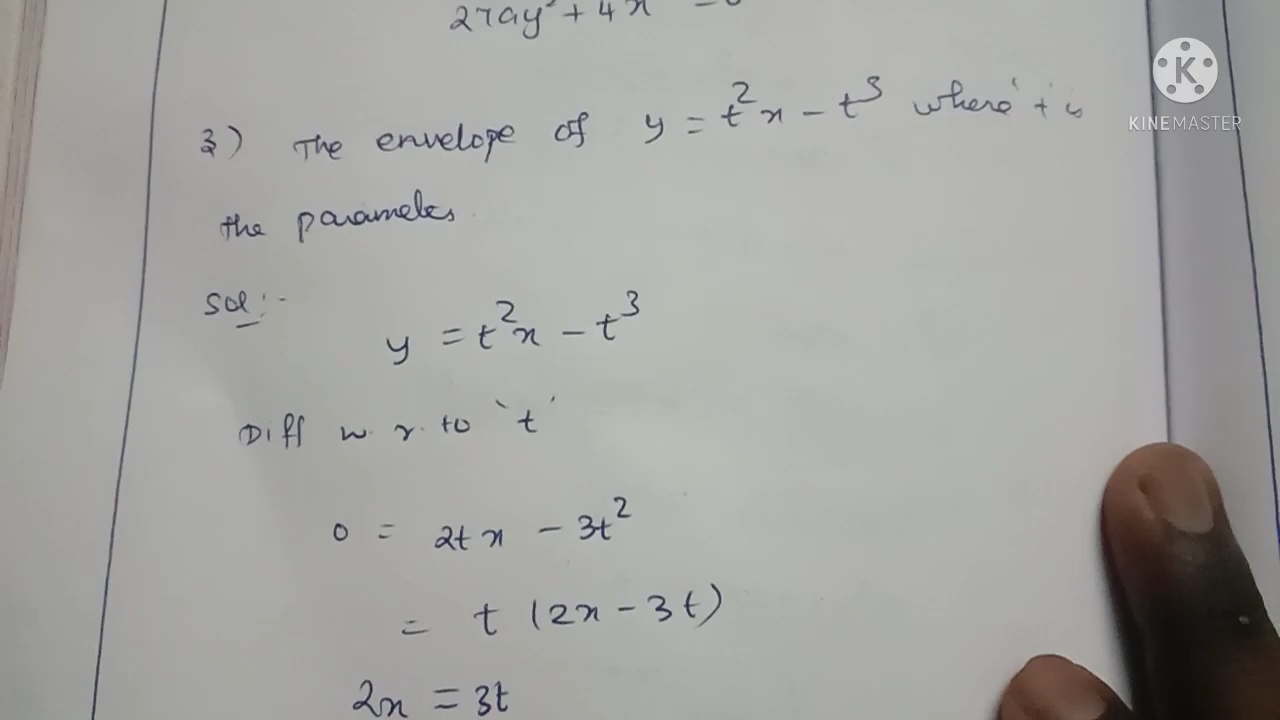 27ay² + 4x
K
KINEMASTER
3) The envelope of y = t²x - t³ where 't is
the parameter.
Sol:-
y = t²x - t³
Diff w.r.to 't'
0 = 2tx - 3t²
= t (2x - 3t)
2x = 3t